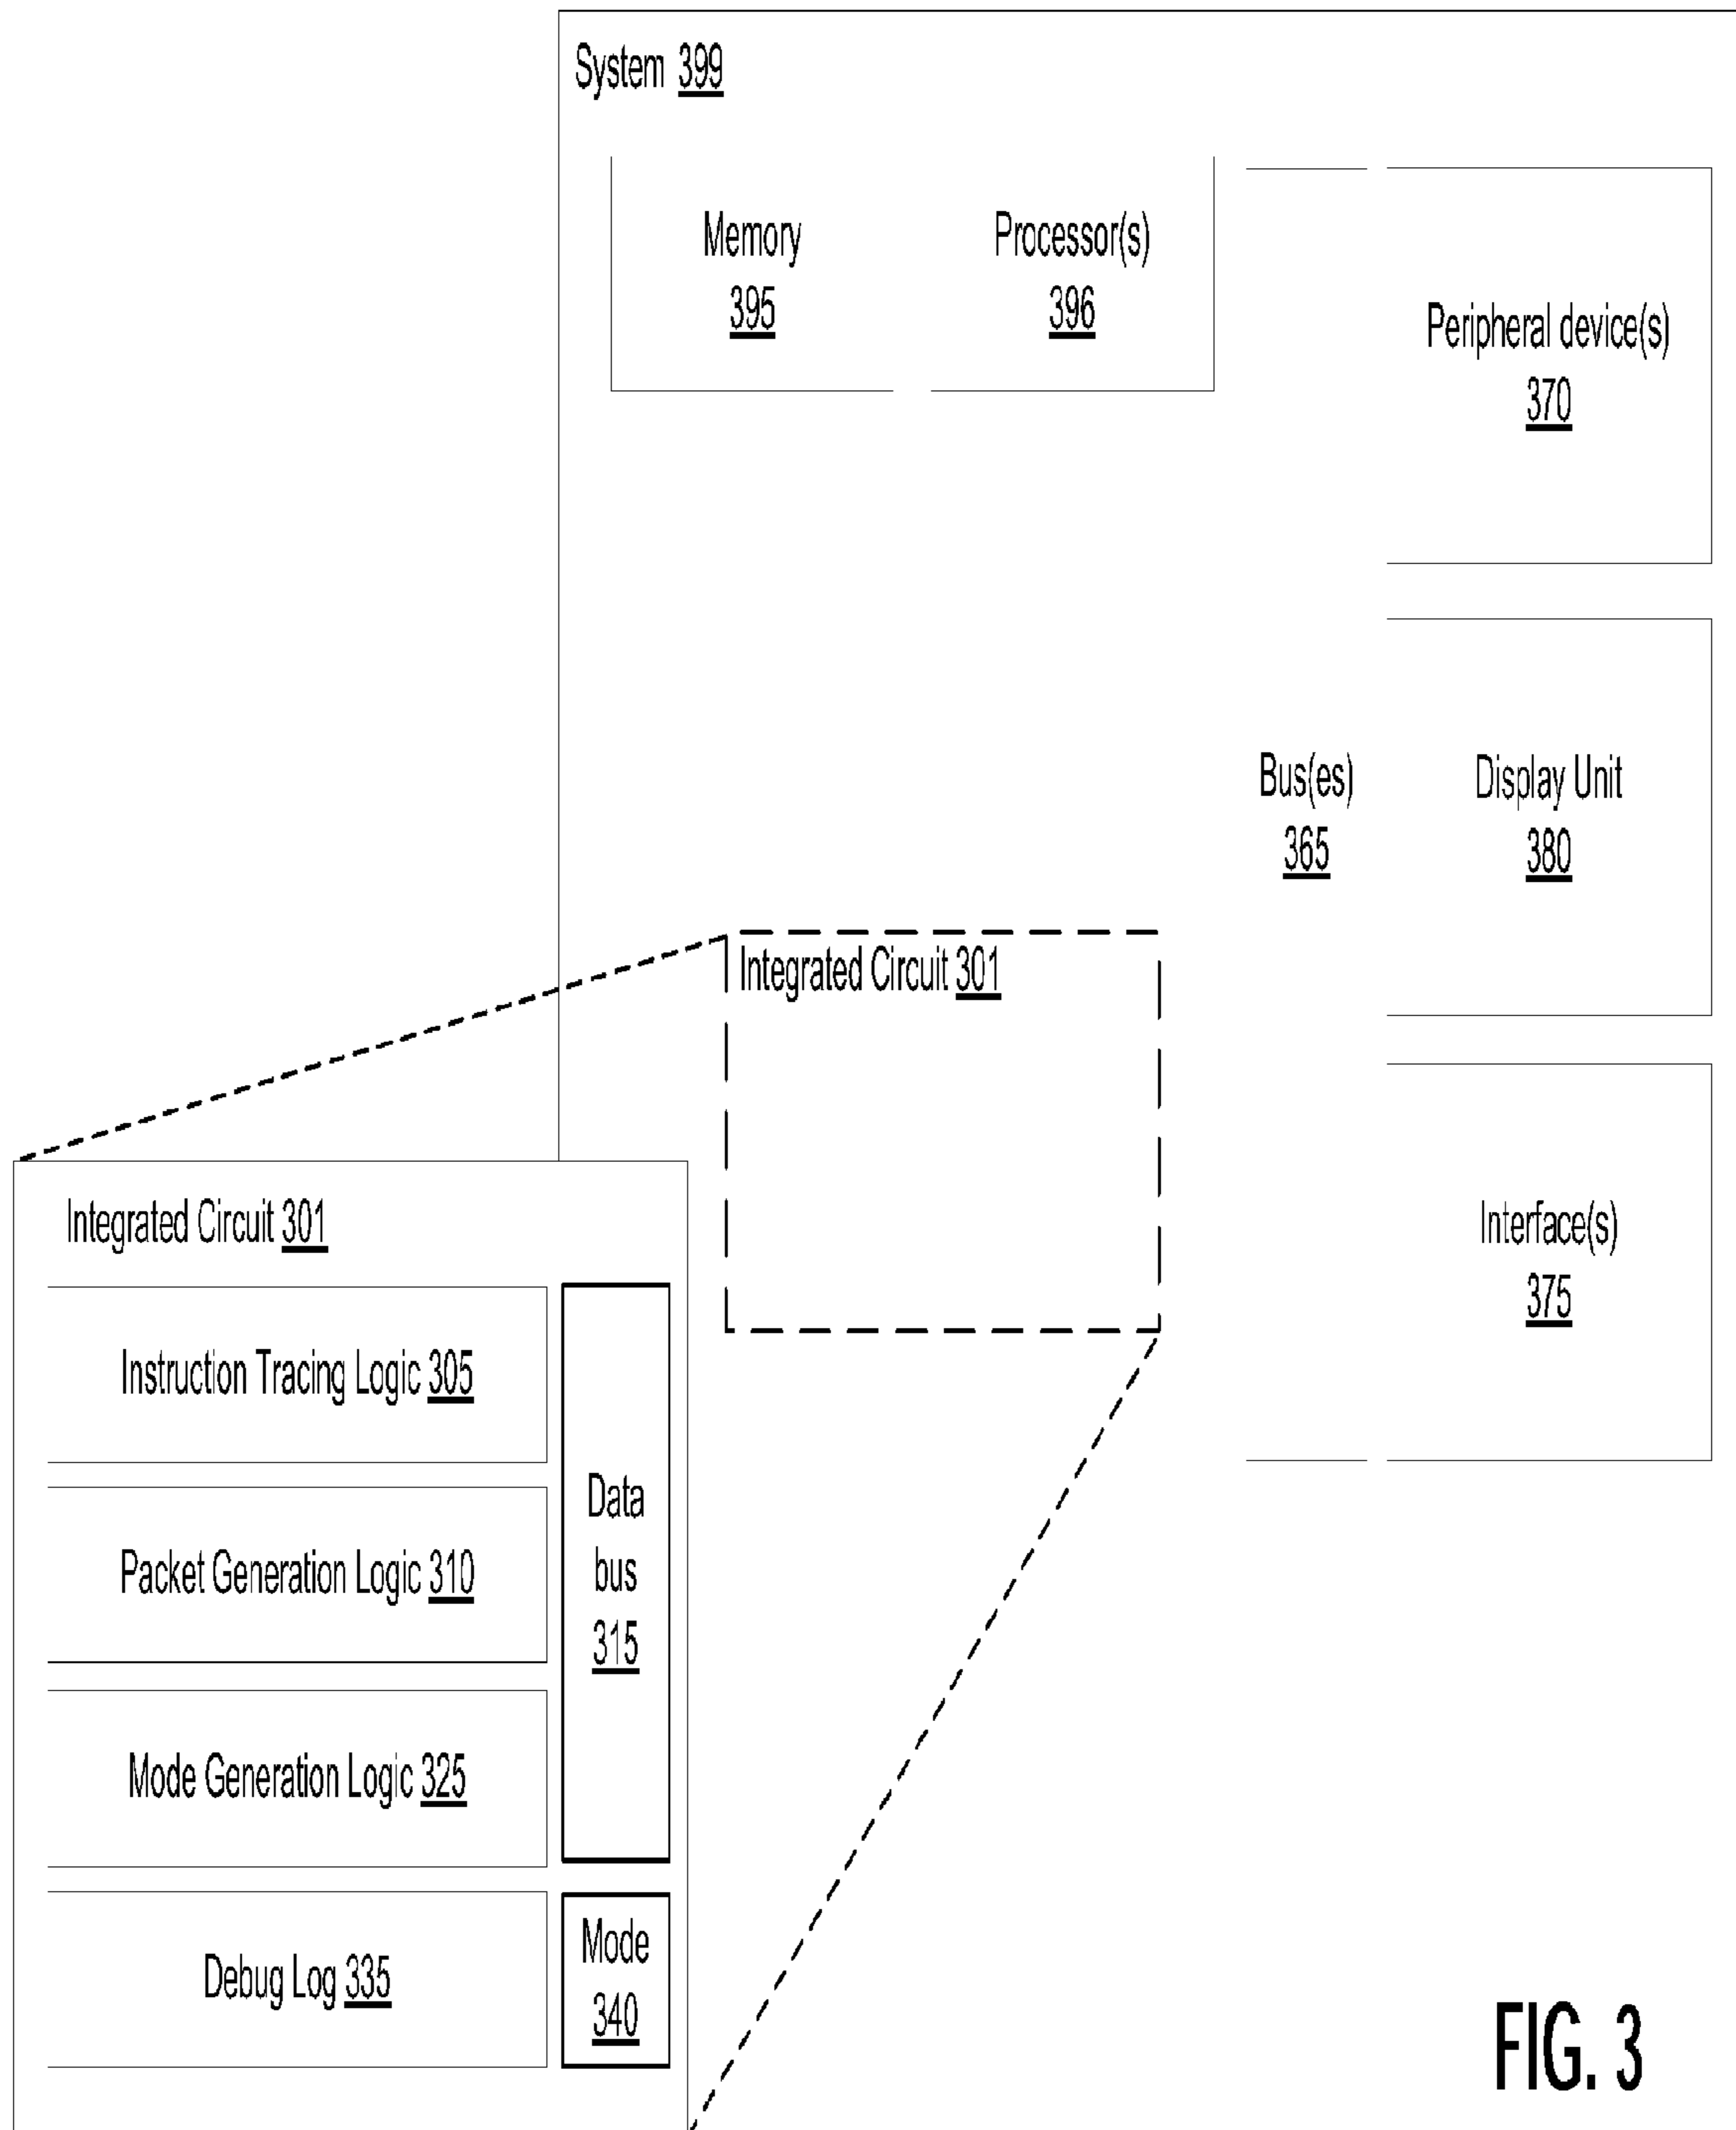 System 399
Memory
395
Processor(s)
396
Peripheral device(s)
370
Bus(es)
365
Display Unit
380
Integrated Circuit 301
Interface(s)
375
Integrated Circuit 301
Instruction Tracing Logic 305
Packet Generation Logic 310
Mode Generation Logic 325
Data
bus
315
Debug Log 335
Mode
340
FIG. 3